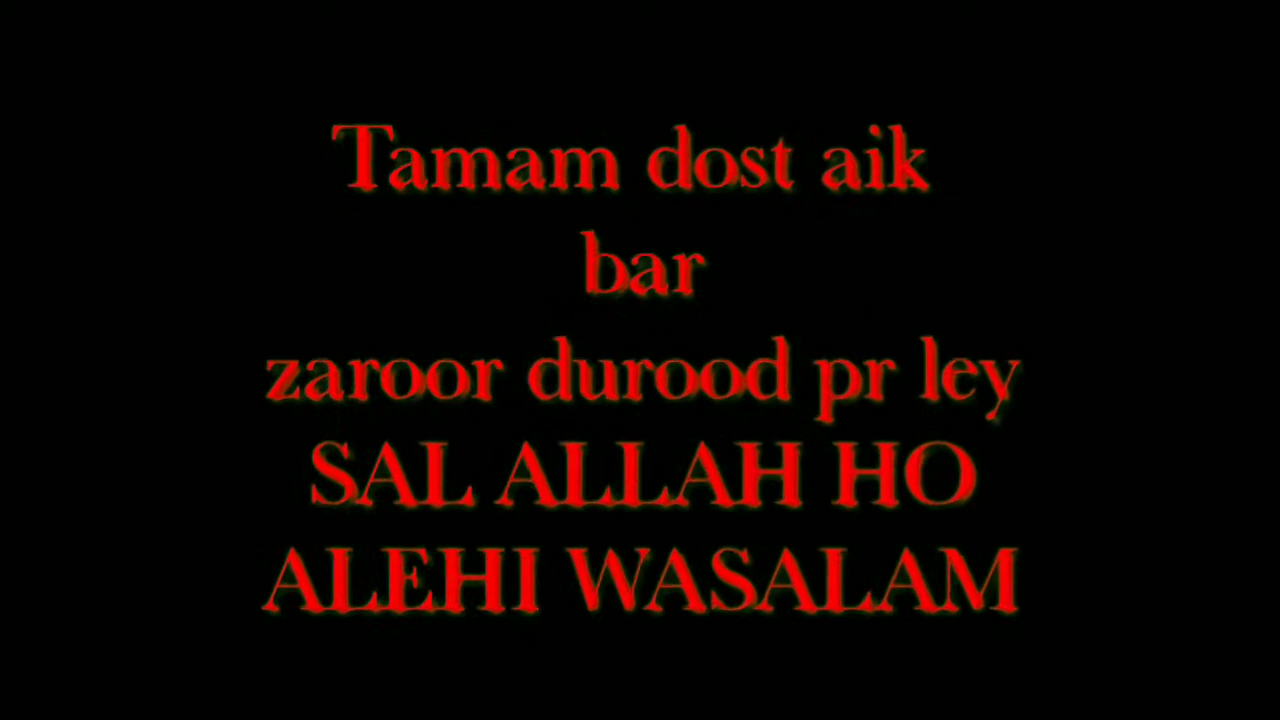 Tamam dost aik
bar
zaroor durood pr ley
SAL ALLAH HO
ALEHI WASALAM